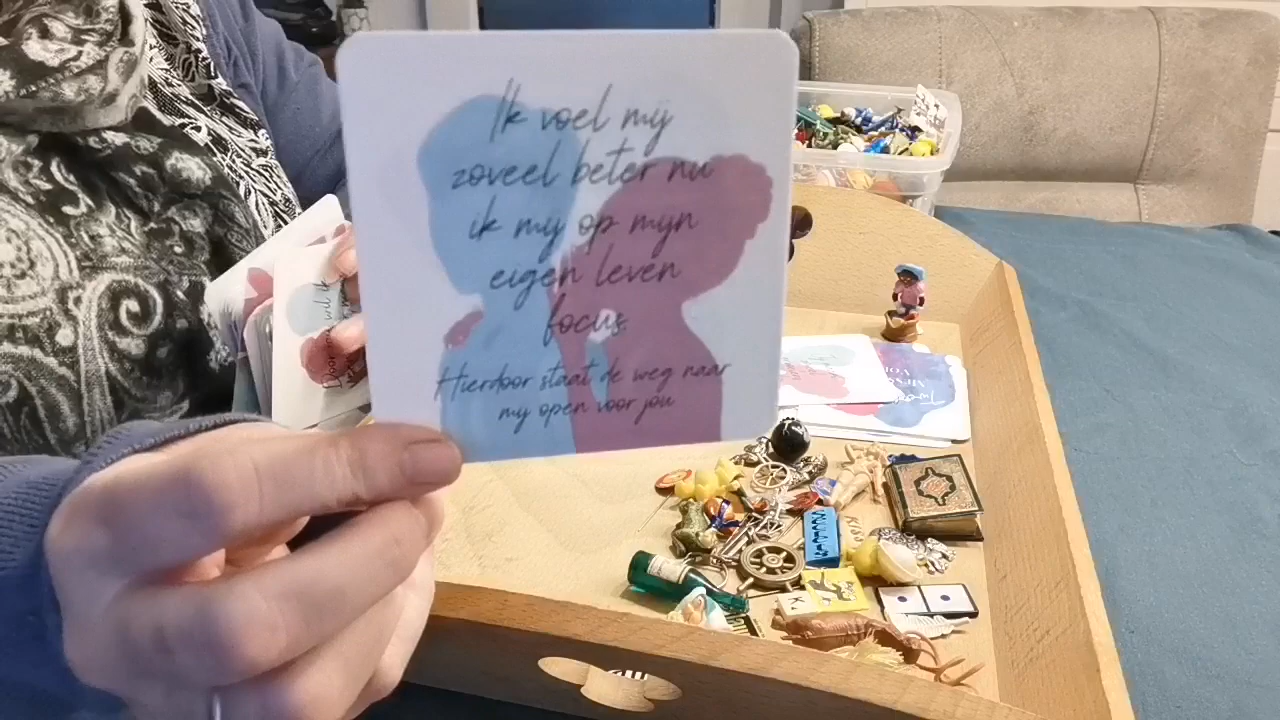 Ik voel mij
zoveel beter nu
ik mij op mijn
eigen leven
focus.
Hierdoor staat de weg naar
mij open voor jou